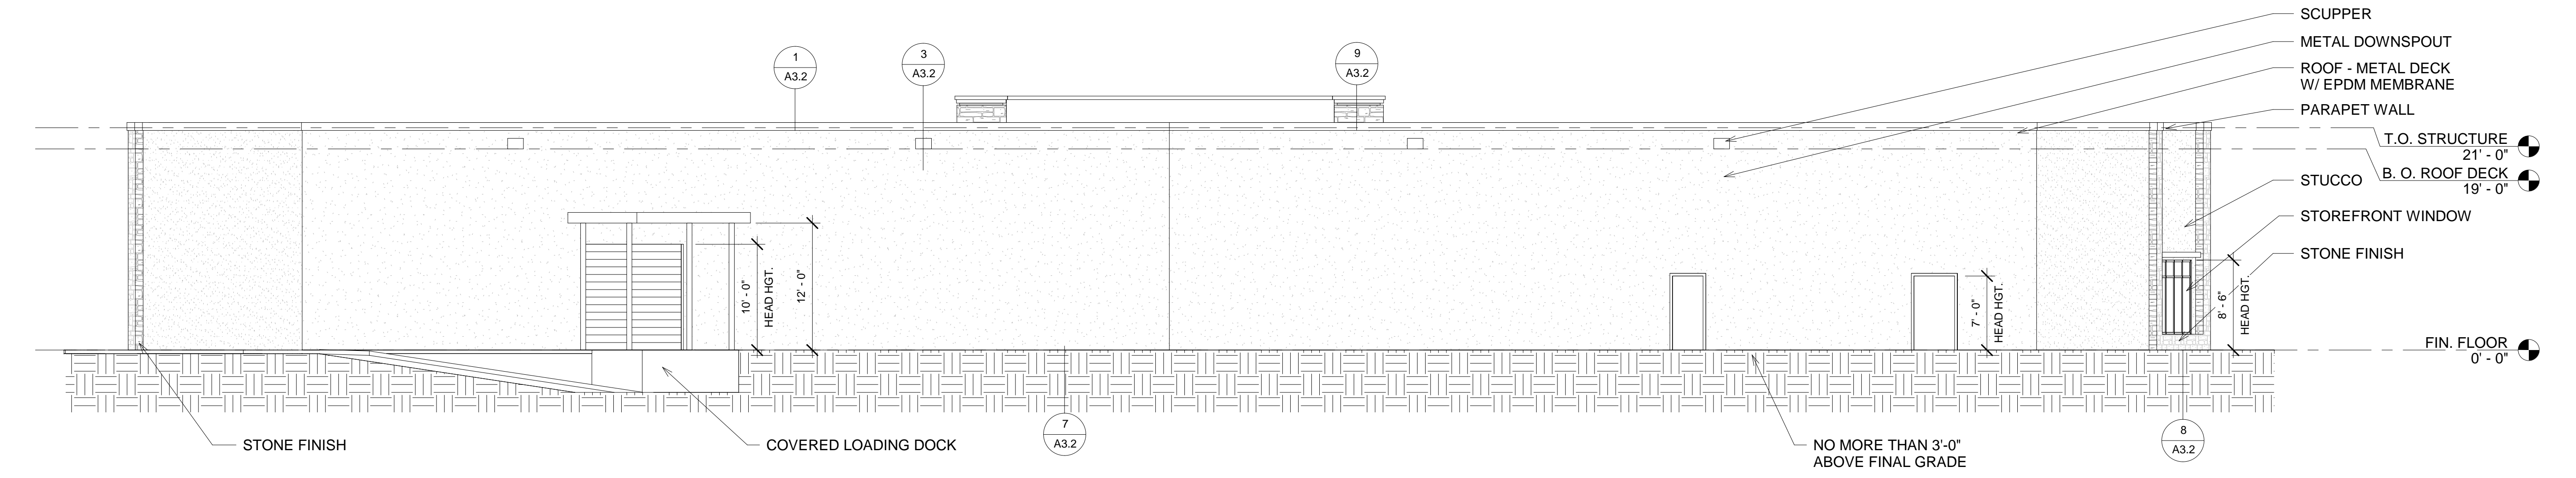 SCUPPER
METAL DOWNSPOUT
ROOF - METAL DECK
W/ EPDM MEMBRANE
PARAPET WALL
T.O. STRUCTURE
21' - 0"
B. O. ROOF DECK
19' - 0"
STUCCO
STOREFRONT WINDOW
STONE FINISH
FIN. FLOOR
0' - 0"
1
A3.2
3
A3.2
9
A3.2
10' - 0"
HEAD HGT.
12' - 0"
7' - 0"
HEAD HGT.
8' - 6"
HEAD HGT.
STONE FINISH
COVERED LOADING DOCK
7
A3.2
NO MORE THAN 3'-0"
ABOVE FINAL GRADE
8
A3.2